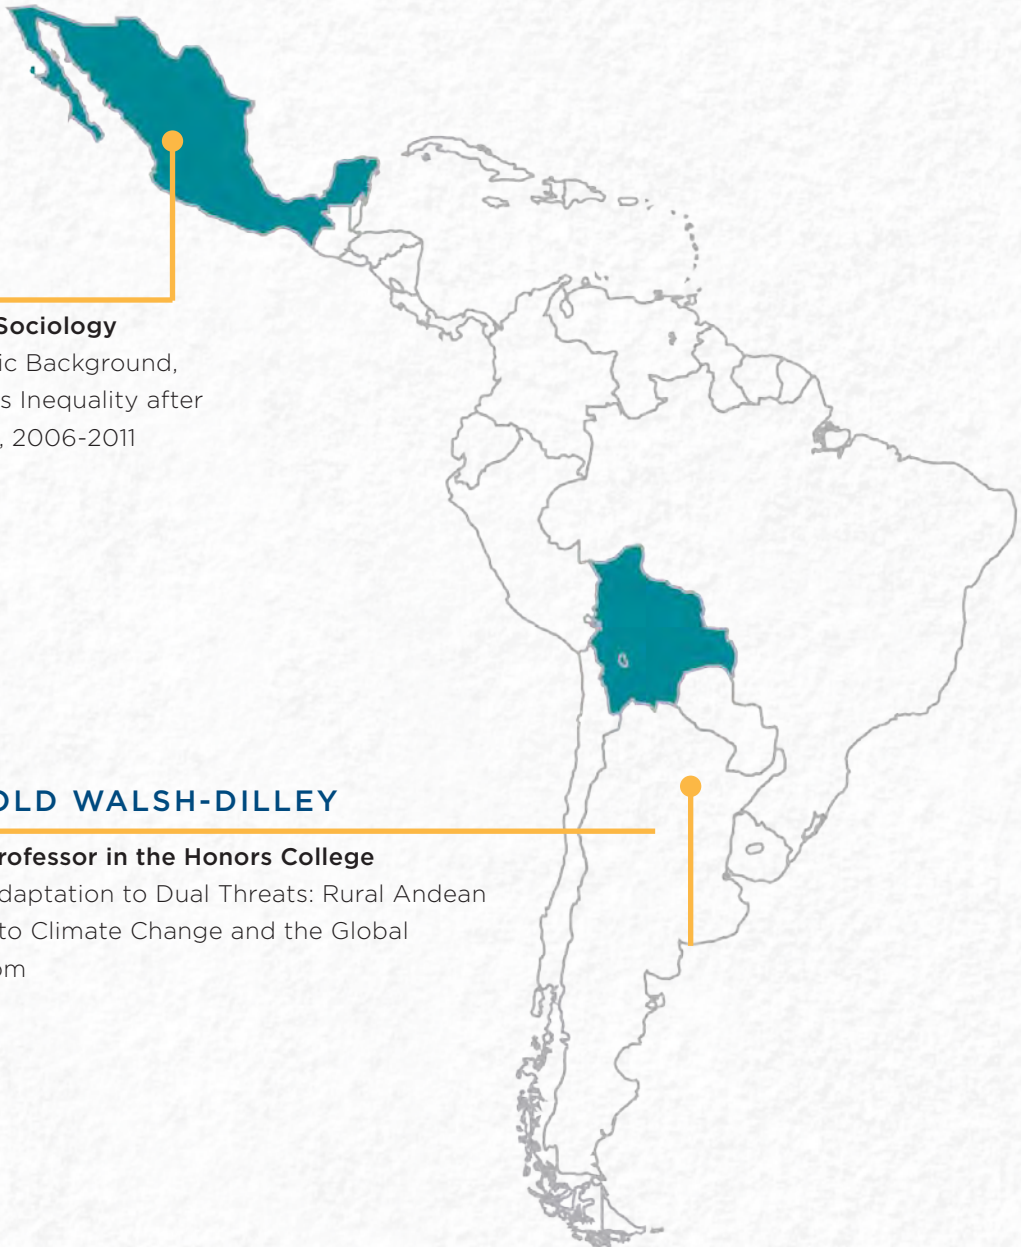 Sociology
ic Background,
s Inequality after
, 2006-2011
OLD WALSH-DILLEY
rofessor in the Honors College
daptation to Dual Threats: Rural Andean
to Climate Change and the Global
om